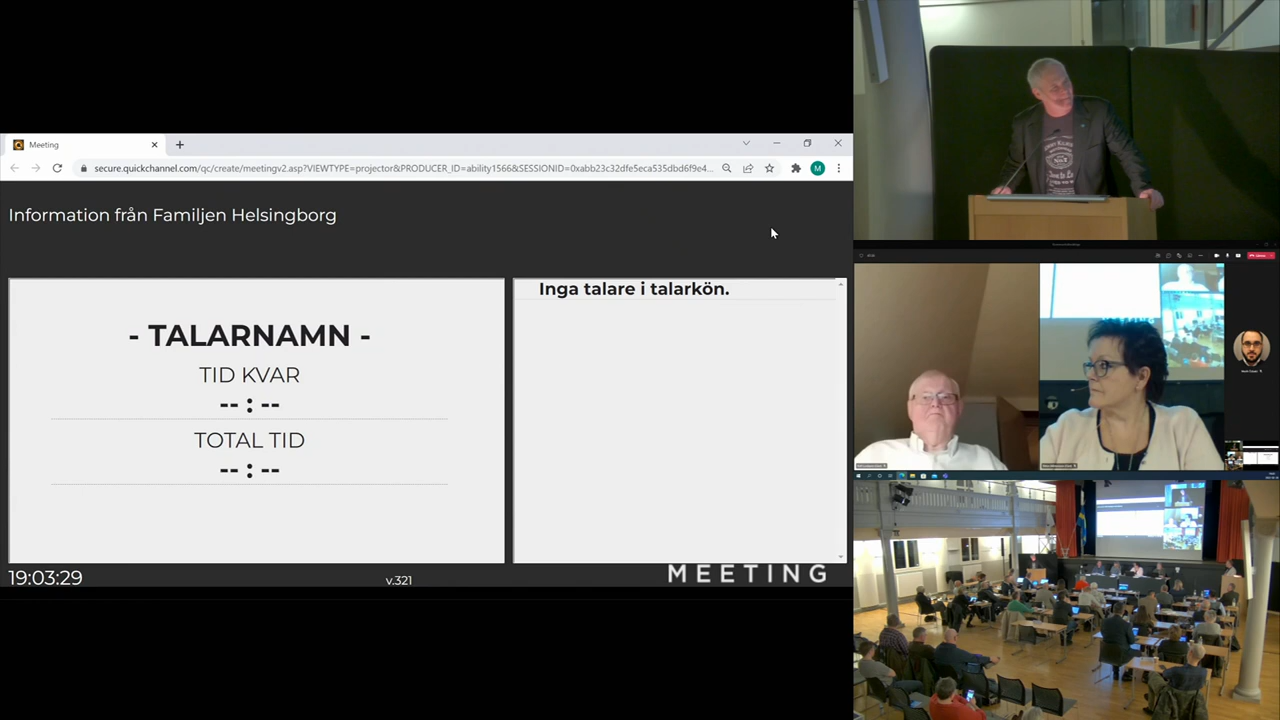 Meeting
secure.quickchannel.com/qc/create/meetingv2.asp?VIEWTYPE=projector&PRODUCER_ID=ability1566&SESSIONID=0xabb23c32dfe5eca535dbd6f9e4...
M
Information från Familjen Helsingborg
- TALARNAMN -
TID KVAR
-- : --
TOTAL TID
-- : --
Inga talare i talarkön.
19:03:29
v.321
MEETING